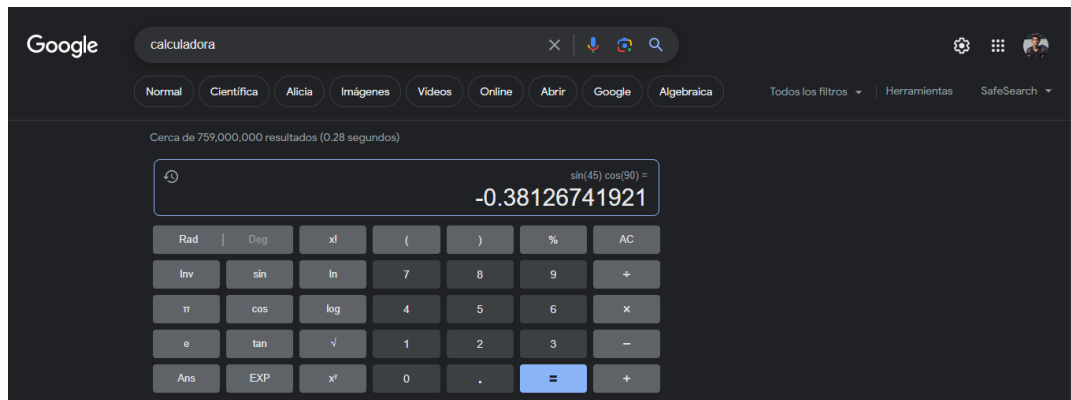 Google calculadora
Normal Científica Alicia Imágenes Videos Online Abrir Google Algebraica Todos los filtros Herramientas SafeSearch
Cerca de 759,000,000 resultados (0.28 segundos)
sin(45) cos(90) =
-0.38126741921
Rad | Deg x! ( ) % AC
Inv sin ln 7 8 9 ÷
π cos log 4 5 6 ×
e tan √ 1 2 3 −
Ans EXP xʸ 0 . = +